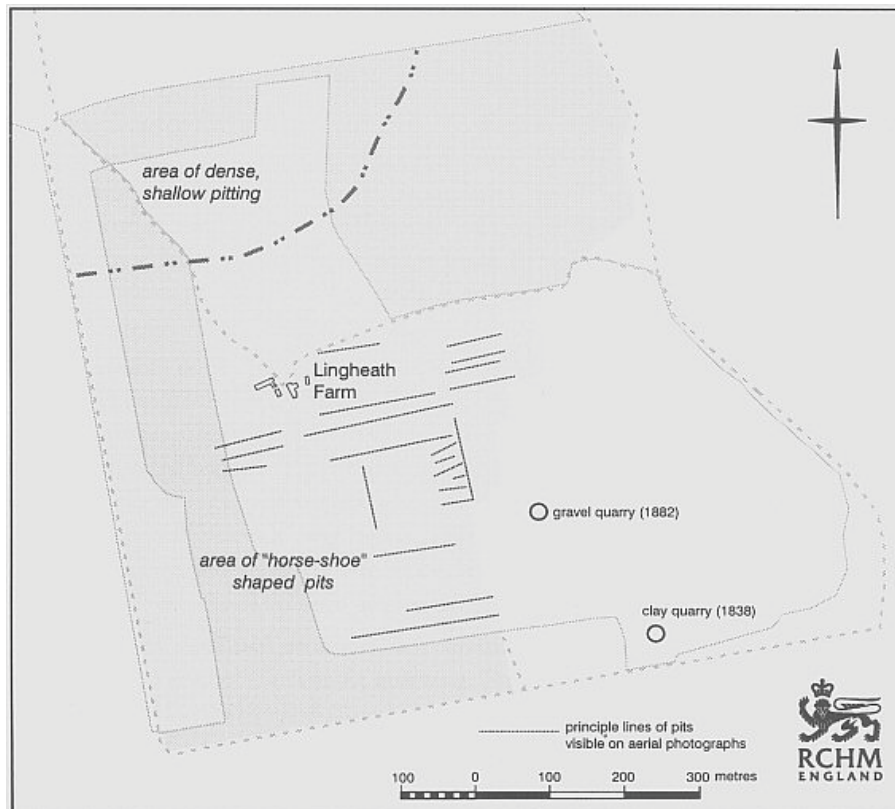 area of dense,
shallow pitting
Lingheath
Farm
gravel quarry (1882)
area of "horse-shoe"
shaped pits
clay quarry (1838)
principle lines of pits
visible on aerial photographs
RCHM
ENGLAND
100 0 100 200 300 metres